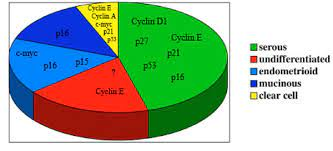 Cyclin E
Cyclin A
c-myc
p21
p53
Cyclin D1
p27
Cyclin E
p21
p53
p16
p16
c-myc
p16
p15
?
Cyclin E
serous
undifferentiated
endometrioid
mucinous
clear cell